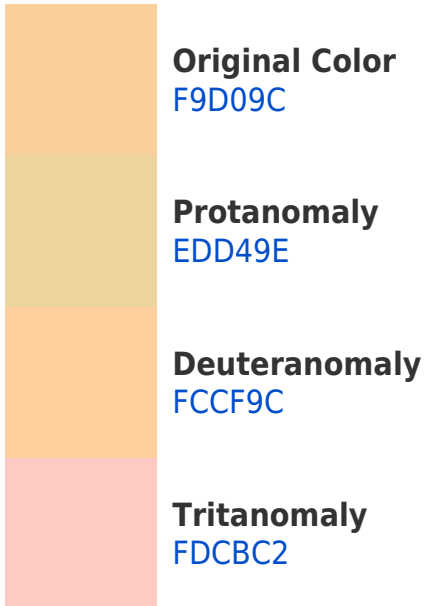 Original Color
F9D09C
Protanomaly
EDD49E
Deuteranomaly
FCCF9C
Tritanomaly
FDCBC2